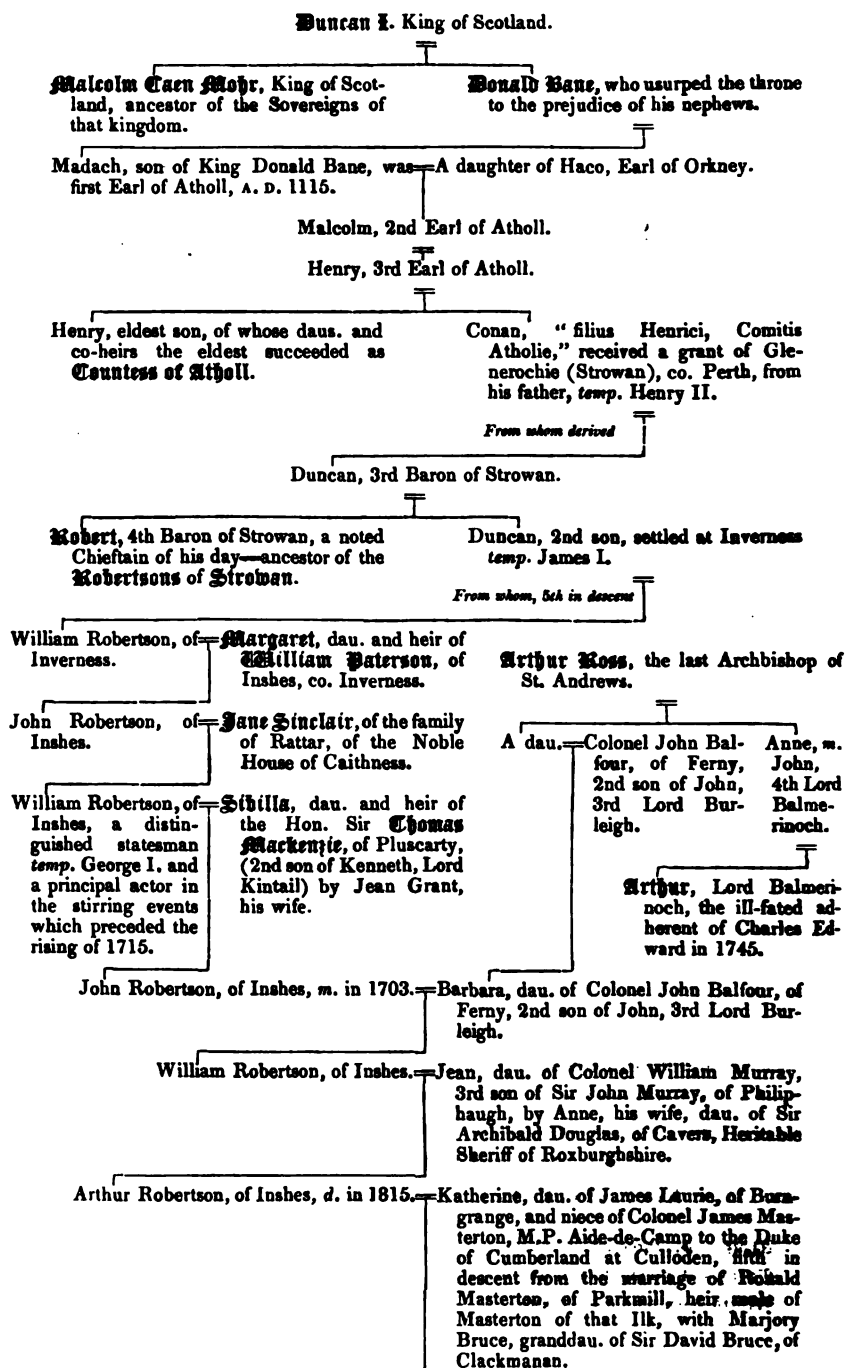 Duncan I. King of Scotland.
Malcolm Caen Mohr, King of Scot-
land, ancestor of the Sovereigns of
that kingdom.
Donald Bane, who usurped the throne
to the prejudice of his nephews.
Madach, son of King Donald Bane, was
first Earl of Atholl, A. D. 1115.
A daughter of Haco, Earl of Orkney.
Malcolm, 2nd Earl of Atholl.
Henry, 3rd Earl of Atholl.
Henry, eldest son, of whose daus. and
co-heirs the eldest succeeded as
Countess of Atholl.
Conan, "filius Henrici, Comitis
Atholie," received a grant of Gle-
nerochie (Strowan), co. Perth, from
his father, temp. Henry II.
From whom derived
Duncan, 3rd Baron of Strowan.
Robert, 4th Baron of Strowan, a noted
Chieftain of his day—ancestor of the
Robertsons of Strowan.
Duncan, 2nd son, settled at Inverness
temp. James I.
From whom, 5th in descent
William Robertson, of
Inverness.
Margaret, dau. and heir of
William Paterson, of
Inshes, co. Inverness.
Arthur Ross, the last Archbishop of
St. Andrews.
John Robertson, of
Inshes.
Jane Sinclair, of the family
of Rattar, of the Noble
House of Caithness.
A dau.
Colonel John Bal-
four, of Ferny,
2nd son of John,
3rd Lord Bur-
leigh.
Anne, m.
John,
4th Lord
Balme-
rinoch.
William Robertson, of
Inshes, a distin-
guished statesman
temp. George I. and
a principal actor in
the stirring events
which preceded the
rising of 1715.
Sibilla, dau. and heir of
the Hon. Sir Thomas
Mackenzie, of Pluscarty,
(2nd son of Kenneth, Lord
Kintail) by Jean Grant,
his wife.
Arthur, Lord Balmeri-
noch, the ill-fated ad-
herent of Charles Ed-
ward in 1745.
John Robertson, of Inshes, m. in 1703.
Barbara, dau. of Colonel John Balfour, of
Ferny, 2nd son of John, 3rd Lord Bur-
leigh.
William Robertson, of Inshes.
Jean, dau. of Colonel William Murray,
3rd son of Sir John Murray, of Philip-
haugh, by Anne, his wife, dau. of Sir
Archibald Douglas, of Cavers, Heritable
Sheriff of Roxburghshire.
Arthur Robertson, of Inshes, d. in 1815.
Katherine, dau. of James Laurie, of Burn-
grange, and niece of Colonel James Mas-
terton, M.P. Aide-de-Camp to the Duke
of Cumberland at Culloden, fifth in
descent from the marriage of Ronald
Masterton, of Parkmill, heir male of
Masterton of that Ilk, with Marjory
Bruce, granddau. of Sir David Bruce, of
Clackmanan.